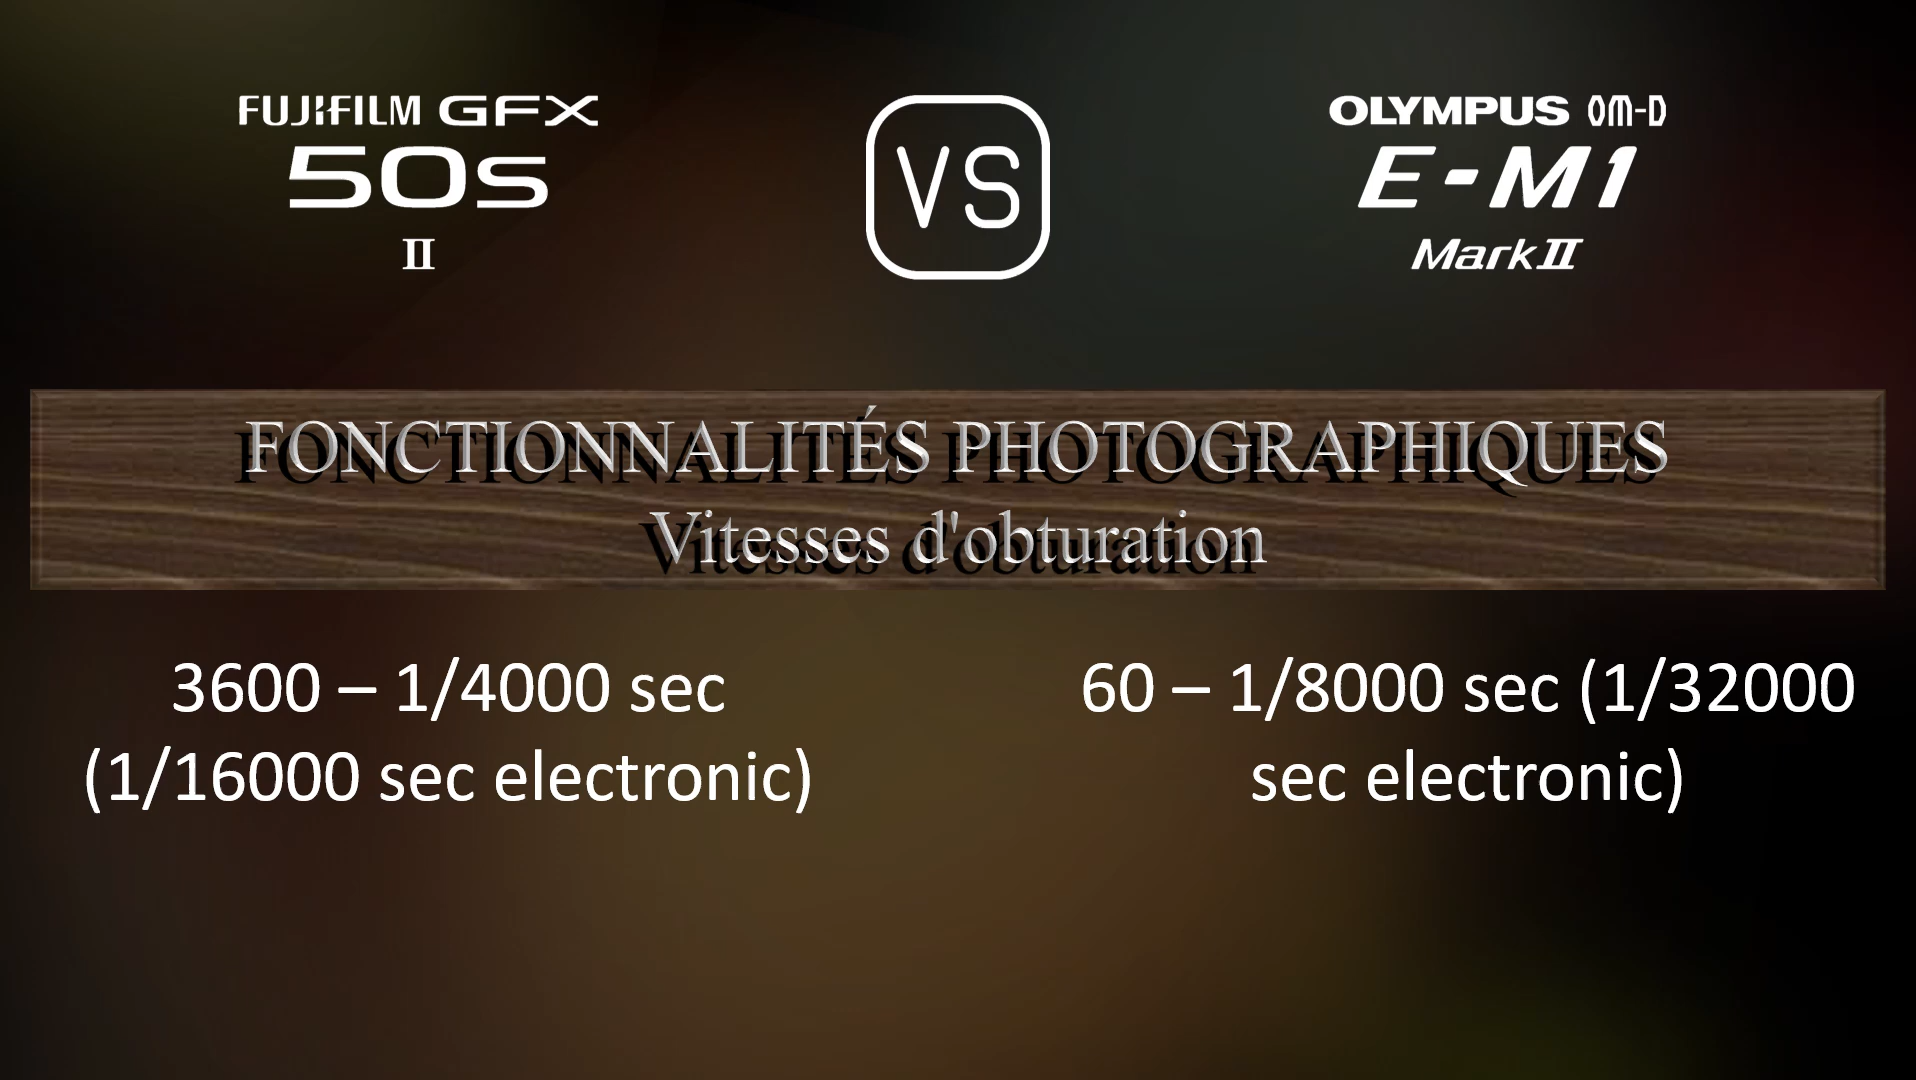 FUJIFILM GFX
50S
II
VS
OLYMPUS OM-D
E-M1
Mark II
FONCTIONNALITÉS PHOTOGRAPHIQUES
Vitesses d'obturation
3600 – 1/4000 sec
(1/16000 sec electronic)
60 – 1/8000 sec (1/32000
sec electronic)